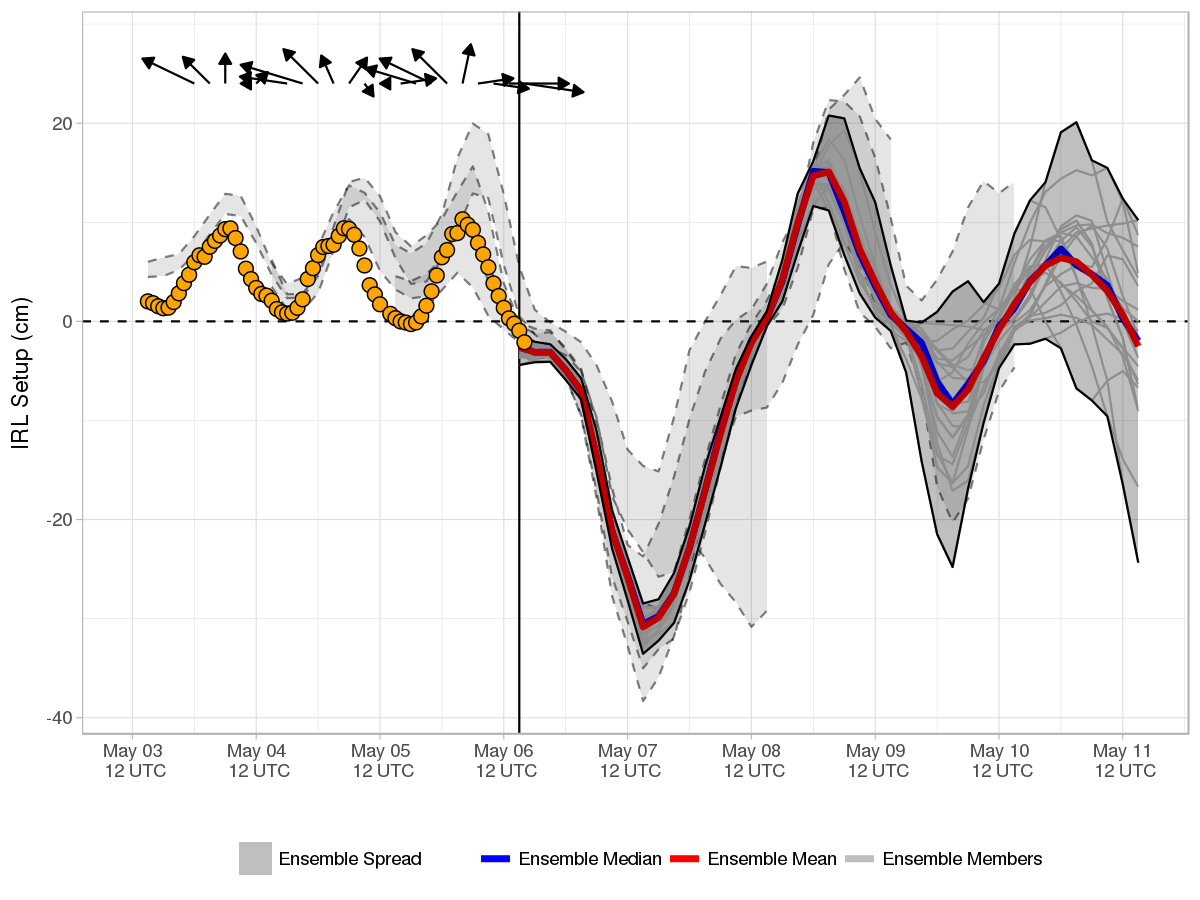 IRL Setup (cm)
20
0
-20
-40
May 03 May 04 May 05 May 06 May 07 May 08 May 09 May 10 May 11
12 UTC 12 UTC 12 UTC 12 UTC 12 UTC 12 UTC 12 UTC 12 UTC 12 UTC
Ensemble Spread Ensemble Median Ensemble Mean Ensemble Members